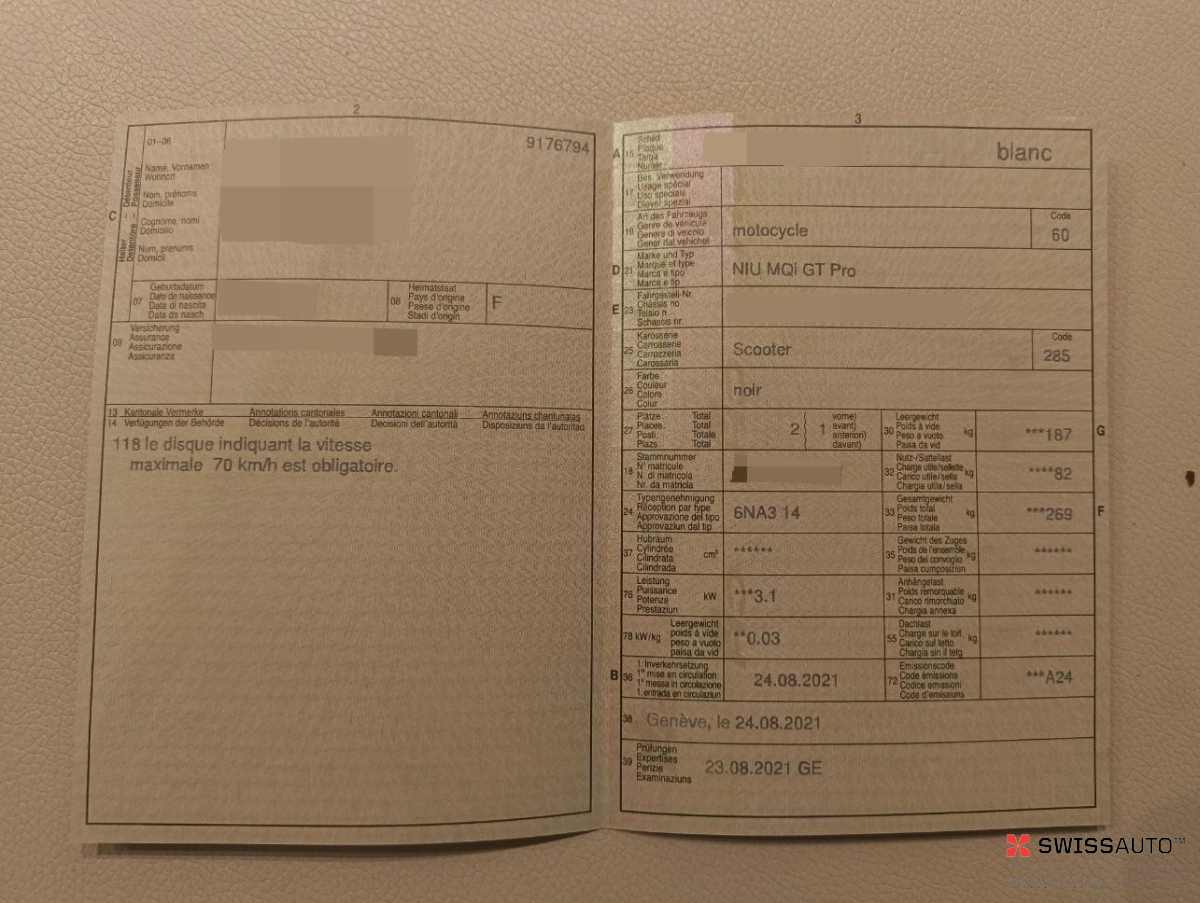 2
01-06
9176794
Name, Vornamen
Wohnort
Nom, prénoms
Domicile
Cognome, nomi
Domicilio
Num, prenums
Domicil
C
Halter
Détenteur
Detentore
Possessur
07
Geburtsdatum
Date de naissance
Data di nascita
Data da nasch.
08
Heimatstaat
Pays d'origine
Paese d'origine
Stadi d'origin
F
09
Versicherung
Assurance
Assicurazione
Assicuranza
13 Kantonale Vermerke Annotations cantonales Annotazioni cantonali Annotaziuns chantunalas
14 Verfügungen der Behörde Décisions de l'autorité Decisioni dell'autorità Disposiziuns da l'autoritad
118 le disque indiquant la vitesse
maximale 70 km/h est obligatoire.
3
A 15
Schild
Plaque
Targa
Numer
blanc
17
Bes. Verwendung
Usage spécial
Uso speciale
Diever spezial
19
Art des Fahrzeugs
Genre de véhicule
Genere di veicolo
Gener dal vehichel
motocycle
Code
60
D 21
Marke und Typ
Marque et type
Marca e tipo
Marca e tip
NIU MQi GT Pro
E 23
Fahrgestell-Nr.
Châssis no
Telaio n.
Schassis nr.
25
Karosserie
Carrosserie
Carrozzeria
Carossaria
Scooter
Code
285
26
Farbe
Couleur
Colore
Colur
noir
27
Plätze Total
Places Total
Posti Totale
Plazs Total
2 ( 1
vorne)
avant)
anteriori)
davant)
30
Leergewicht
Poids à vide
Peso a vuoto
Paisa da vid
kg
***187
G
18
Stammnummer
N° matricule
N. di matricola
Nr. da matricla
32
Nutz-/Sattellast
Charge utile/sellette
Carico utile/sella
Chargia utila/sella
kg
****82
24
Typengenehmigung
Réception par type
Approvazione del tipo
Approvaziun dal tip
6NA3 14
33
Gesamtgewicht
Poids total
Peso totale
Paisa totala
kg
***269
F
37
Hubraum
Cylindrée
Cilindrata
Cilindrada
cm³
******
35
Gewicht des Zuges
Poids de l'ensemble
Peso del convoglio
Paisa cumposiziun
kg
******
76
Leistung
Puissance
Potenza
Prestaziun
kW
***3.1
31
Anhängelast
Poids remorquable
Carico rimorchiato
Chargia annexa
kg
******
78 kW/kg
Leergewicht
poids à vide
peso a vuoto
paisa da vid
**0.03
55
Dachlast
Charge sur le toit
Carico sul tetto
Chargia sin il tetg
kg
******
B 36
1. Inverkehrsetzung
1re mise en circulation
1a messa in circolazione
1. entrada en circulaziun
24.08.2021
72
Emissionscode
Code émissions
Codice emissioni
Code d'emissiuns
***A24
38 Genève, le 24.08.2021
39
Prüfungen
Expertises
Perizie
Examinaziuns
23.08.2021 GE
SWISSAUTO™